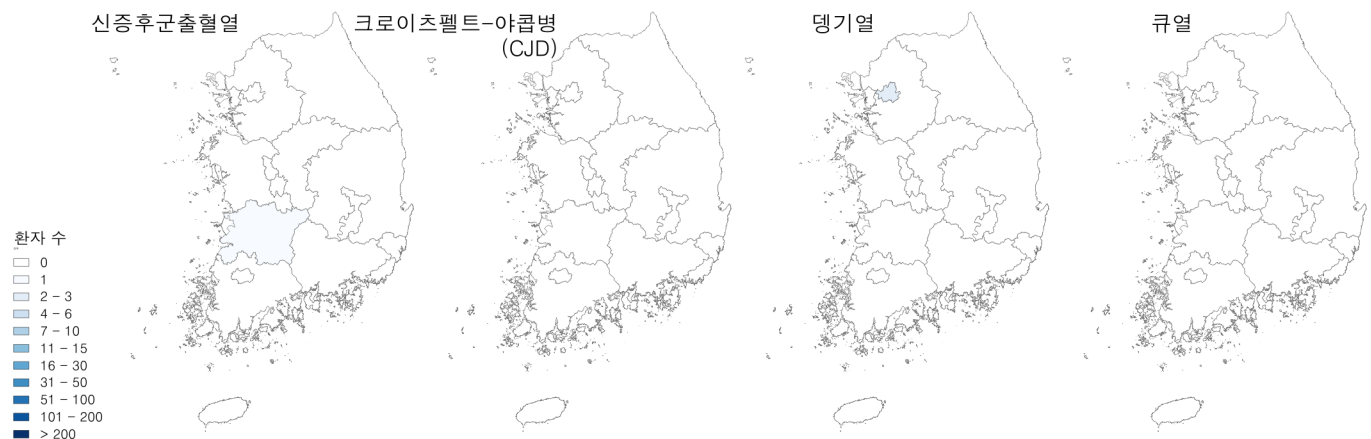 신증후군출혈열
크로이츠펠트-야콥병
(CJD)
뎅기열
큐열
환자 수
0
1
2 - 3
4 - 6
7 - 10
11 - 15
16 - 30
31 - 50
51 - 100
101 - 200
> 200